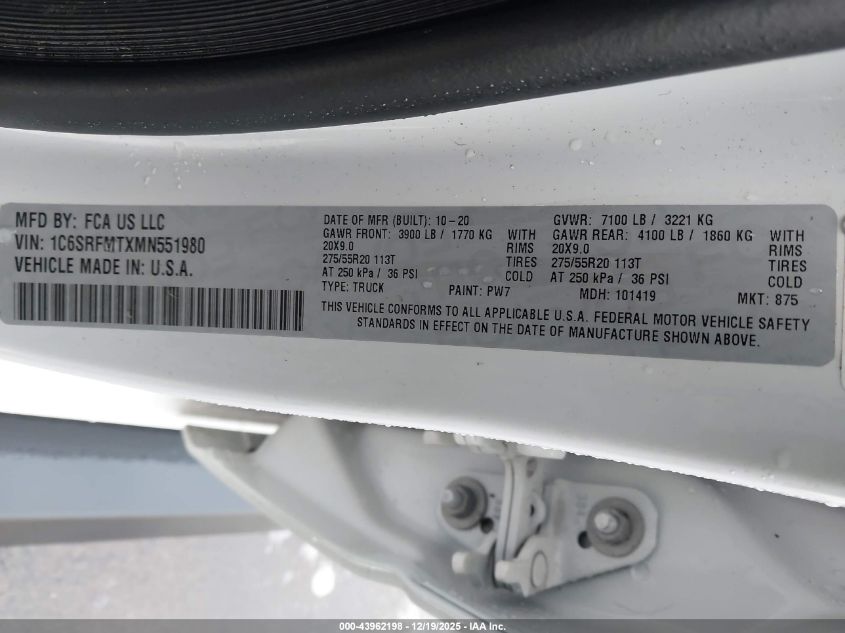 MFD BY: FCA US LLC
VIN: 1C6SRFMTXMN551980
VEHICLE MADE IN: U.S.A.
DATE OF MFR (BUILT): 10-20
GAWR FRONT: 3900 LB / 1770 KG WITH
20X9.0 RIMS
275/55R20 113T TIRES
AT 250 kPa / 36 PSI COLD
TYPE: TRUCK PAINT: PW7
GVWR: 7100 LB / 3221 KG
GAWR REAR: 4100 LB / 1860 KG WITH
20X9.0 RIMS
275/55R20 113T TIRES
AT 250 kPa / 36 PSI COLD
MDH: 101419 MKT: 875
THIS VEHICLE CONFORMS TO ALL APPLICABLE U.S.A. FEDERAL MOTOR VEHICLE SAFETY
STANDARDS IN EFFECT ON THE DATE OF MANUFACTURE SHOWN ABOVE.
000-43962198 - 12/19/2025 - IAA Inc.